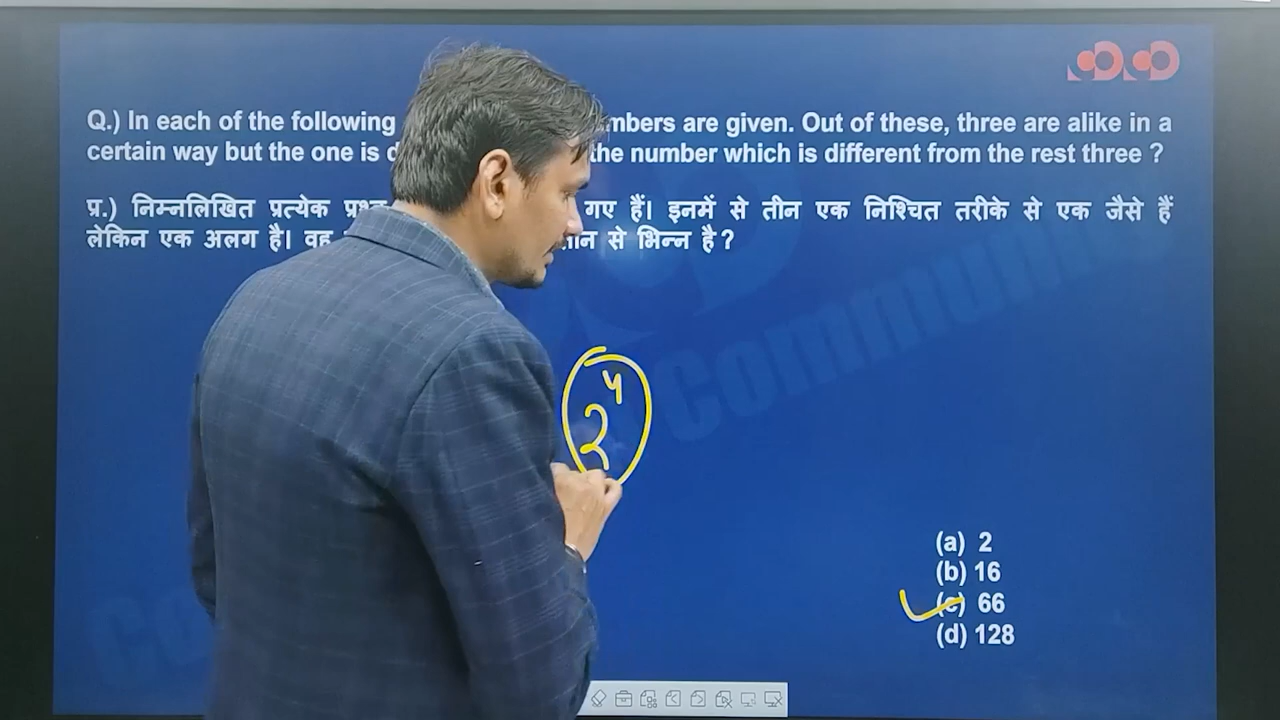 Q.) In each of the following mbers are given. Out of these, three are alike in a
certain way but the one is d the number which is different from the rest three ?
प्र.) निम्नलिखित प्रत्येक प्रश्न गए हैं। इनमें से तीन एक निश्चित तरीके से एक जैसे हैं
लेकिन एक अलग है। वह तीन से भिन्न है ?
2⁴
(a) 2
(b) 16
(c) 66
(d) 128